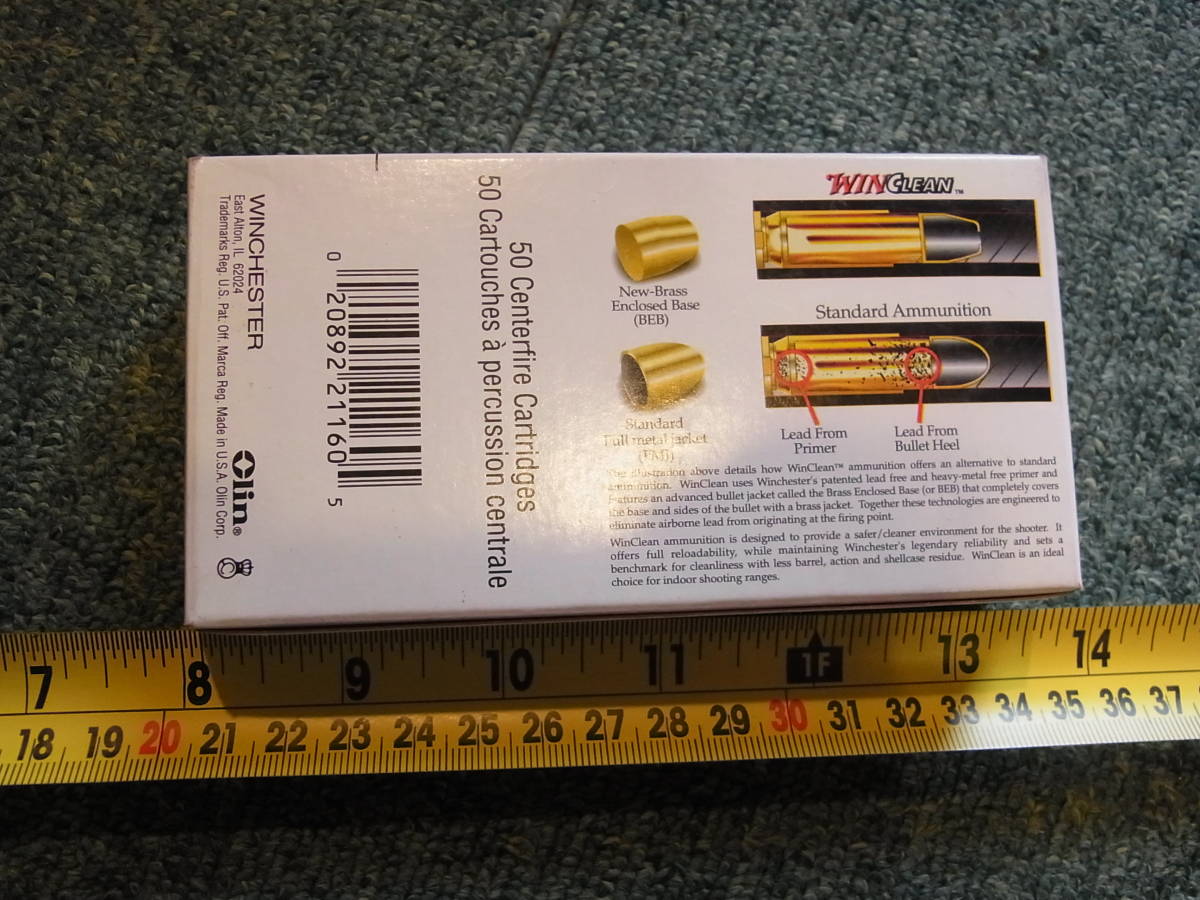 WINCLEAN™
New-Brass
Enclosed Base
(BEB)
Standard Ammunition
Standard
Full metal jacket
(FMJ)
Lead From
Primer
Lead From
Bullet Heel
The illustration above details how WinClean™ ammunition offers an alternative to standard
ammunition. WinClean uses Winchester's patented lead free and heavy-metal free primer and
features an advanced bullet jacket called the Brass Enclosed Base (or BEB) that completely covers
the base and sides of the bullet with a brass jacket. Together these technologies are engineered to
eliminate airborne lead from originating at the firing point.
WinClean ammunition is designed to provide a safer/cleaner environment for the shooter. It
offers full reloadability, while maintaining Winchester's legendary reliability and sets a
benchmark for cleanliness with less barrel, action and shellcase residue. WinClean is an ideal
choice for indoor shooting ranges.
50 Centerfire Cartridges
50 Cartouches à percussion centrale
0 20892 21160 5
WINCHESTER
East Alton, IL 62024
Trademarks Reg. U.S. Pat. Off. Marca Reg. Made in U.S.A. Olin Corp.
Olin®
7 8 9 10 11 1F 13 14
18 19 20 21 22 23 24 25 26 27 28 29 30 31 32 33 34 35 36 37